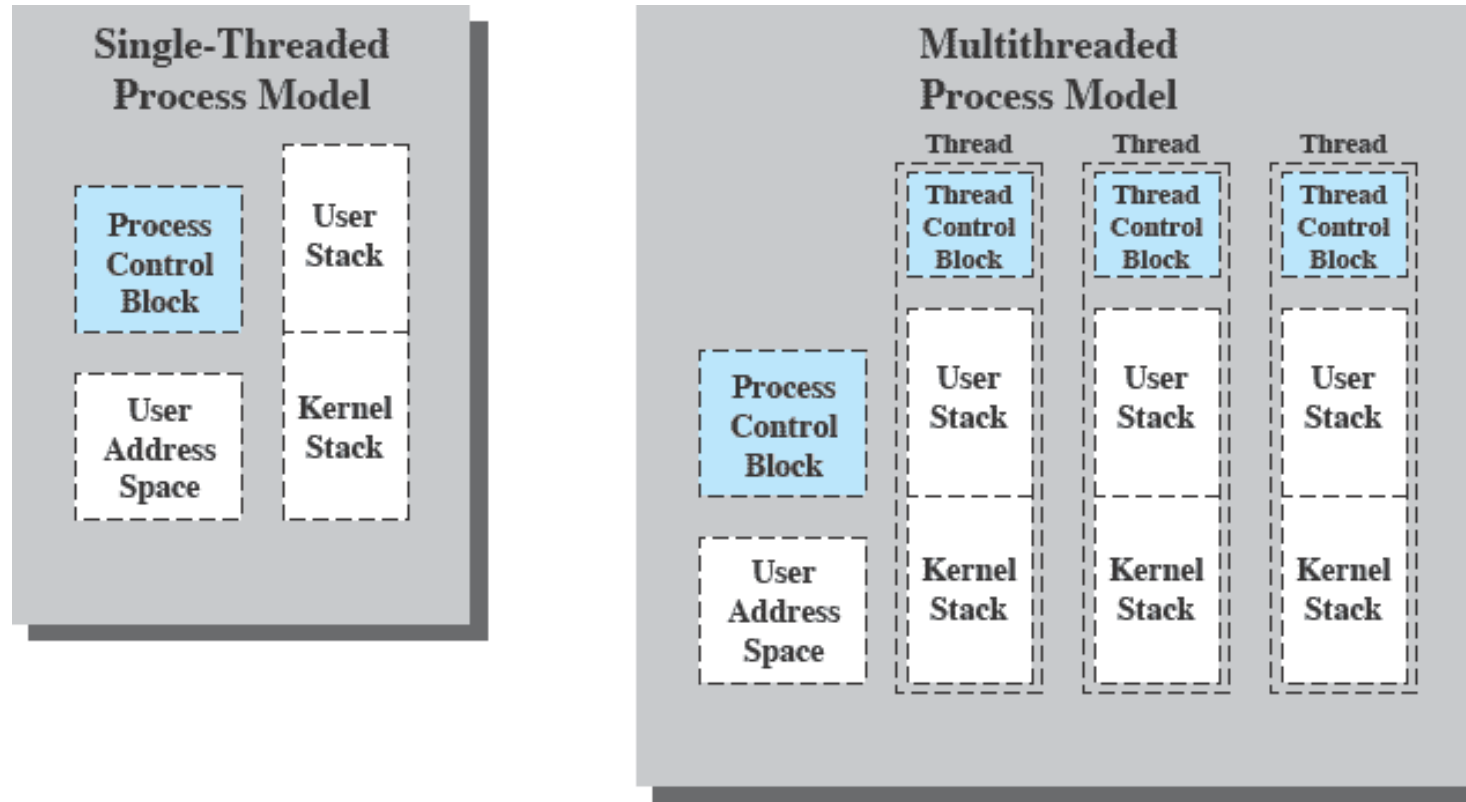 Single-Threaded
Process Model
Process
Control
Block
User
Stack
User
Address
Space
Kernel
Stack
Multithreaded
Process Model
Process
Control
Block
User
Address
Space
Thread
Thread
Control
Block
User
Stack
Kernel
Stack
Thread
Thread
Control
Block
User
Stack
Kernel
Stack
Thread
Thread
Control
Block
User
Stack
Kernel
Stack